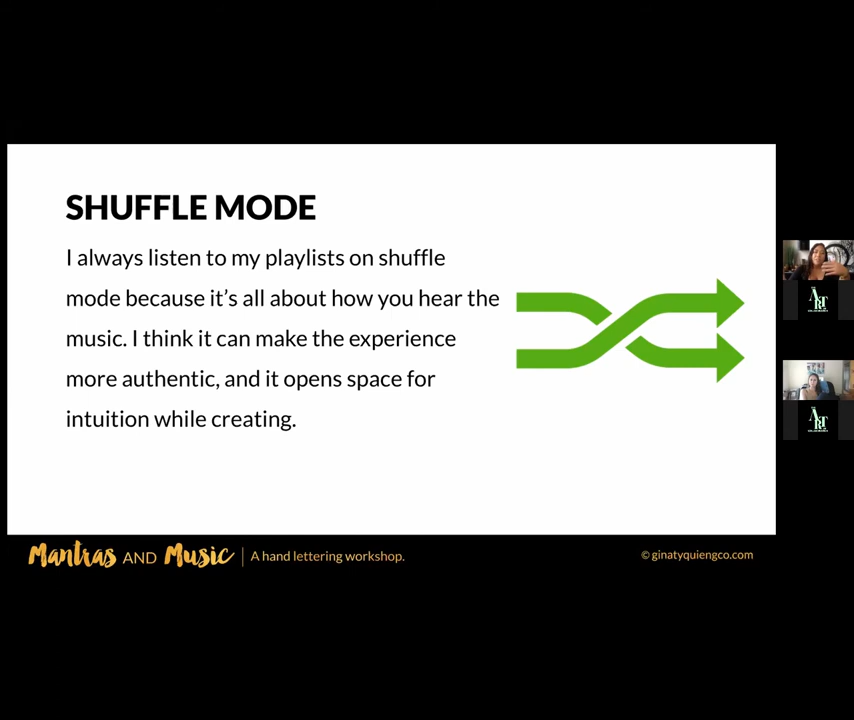 SHUFFLE MODE
I always listen to my playlists on shuffle
mode because it’s all about how you hear the
music. I think it can make the experience
more authentic, and it opens space for
intuition while creating.
Mantras AND Music | A hand lettering workshop.
© ginatyquiengco.com
ART
ART